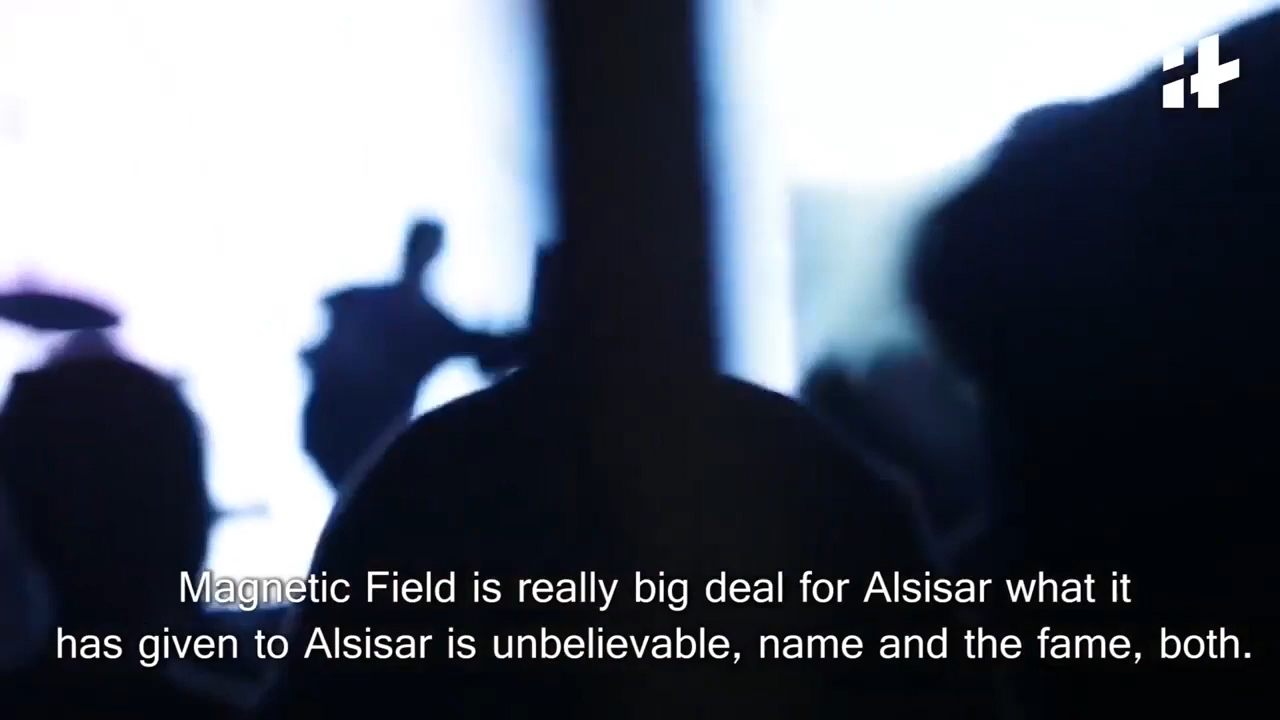 Magnetic Field is really big deal for Alsisar what it
has given to Alsisar is unbelievable, name and the fame, both.